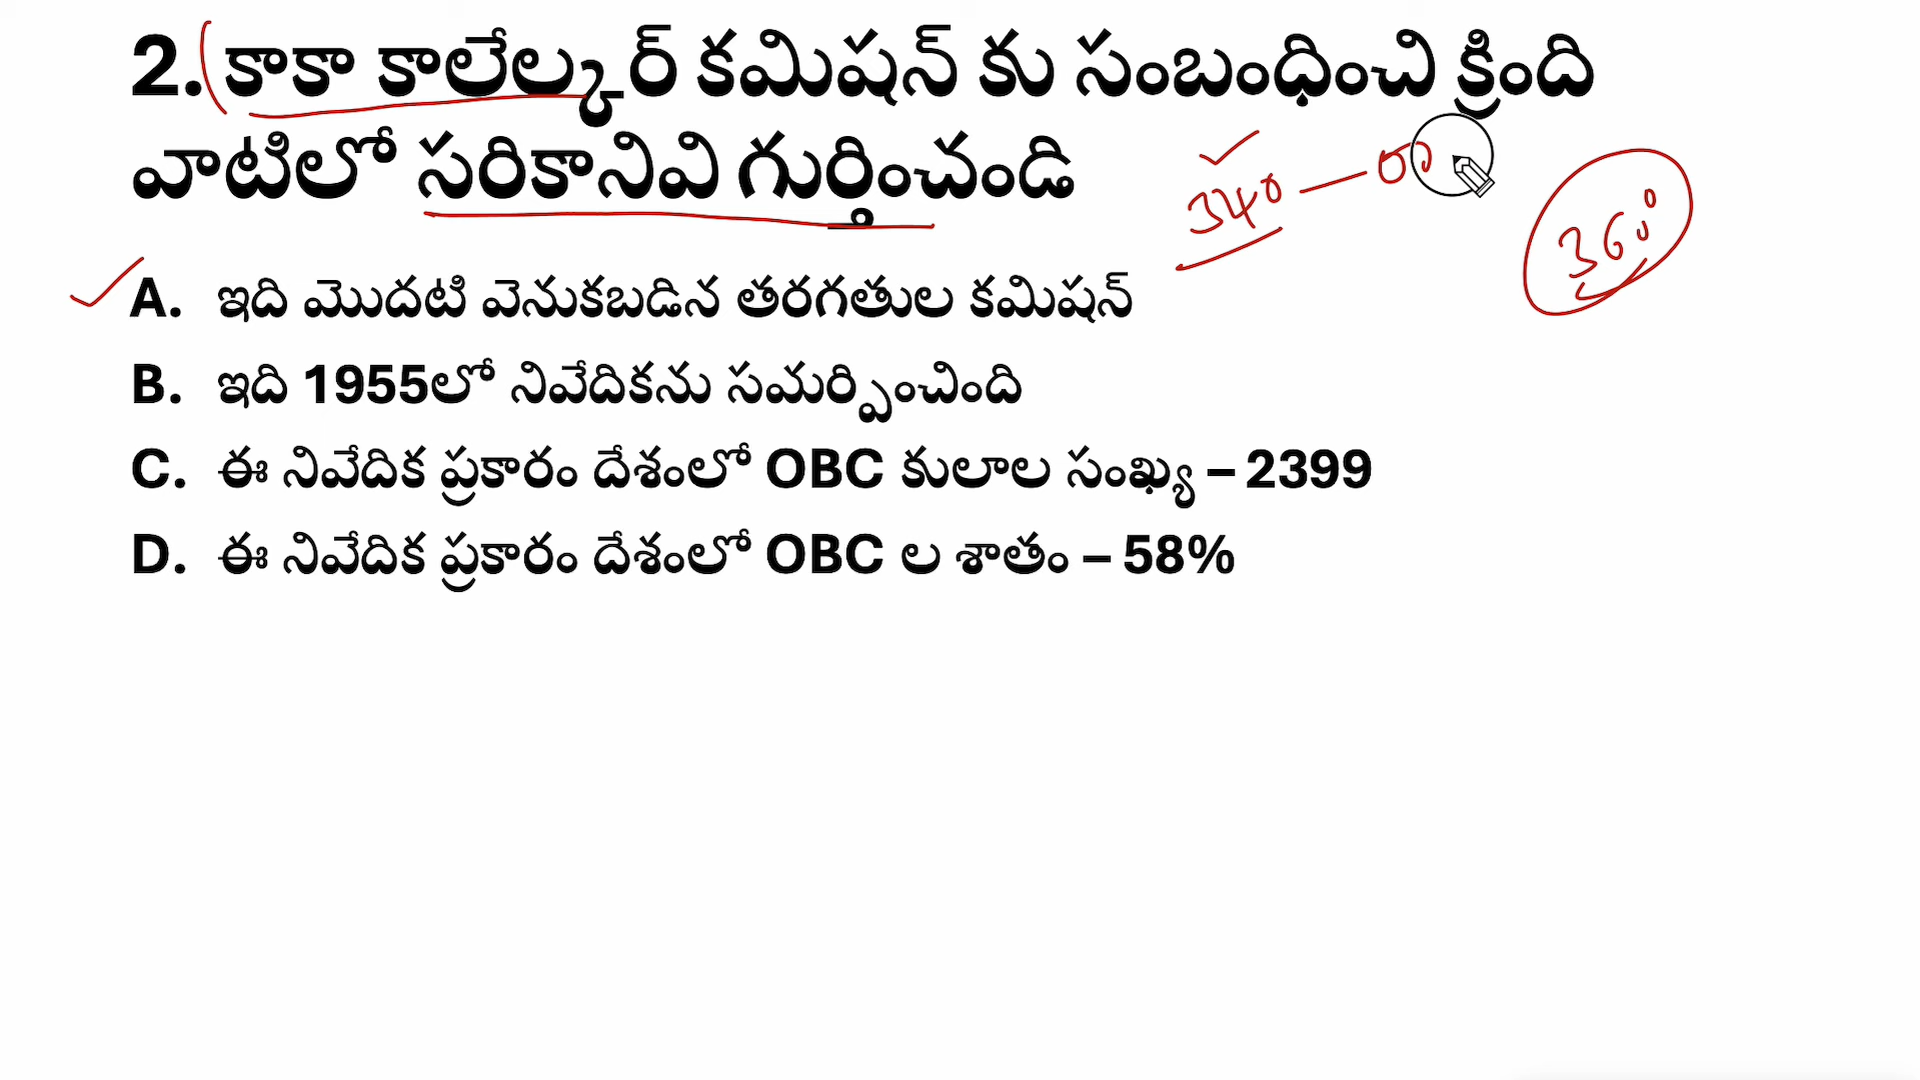 2. కాకా కాలేల్కర్ కమిషన్ కు సంబంధించి క్రింది
వాటిలో సరికానివి గుర్తించండి
340 —
360°
A. ఇది మొదటి వెనుకబడిన తరగతుల కమిషన్
B. ఇది 1955లో నివేదికను సమర్పించింది
C. ఈ నివేదిక ప్రకారం దేశంలో OBC కులాల సంఖ్య – 2399
D. ఈ నివేదిక ప్రకారం దేశంలో OBC ల శాతం – 58%